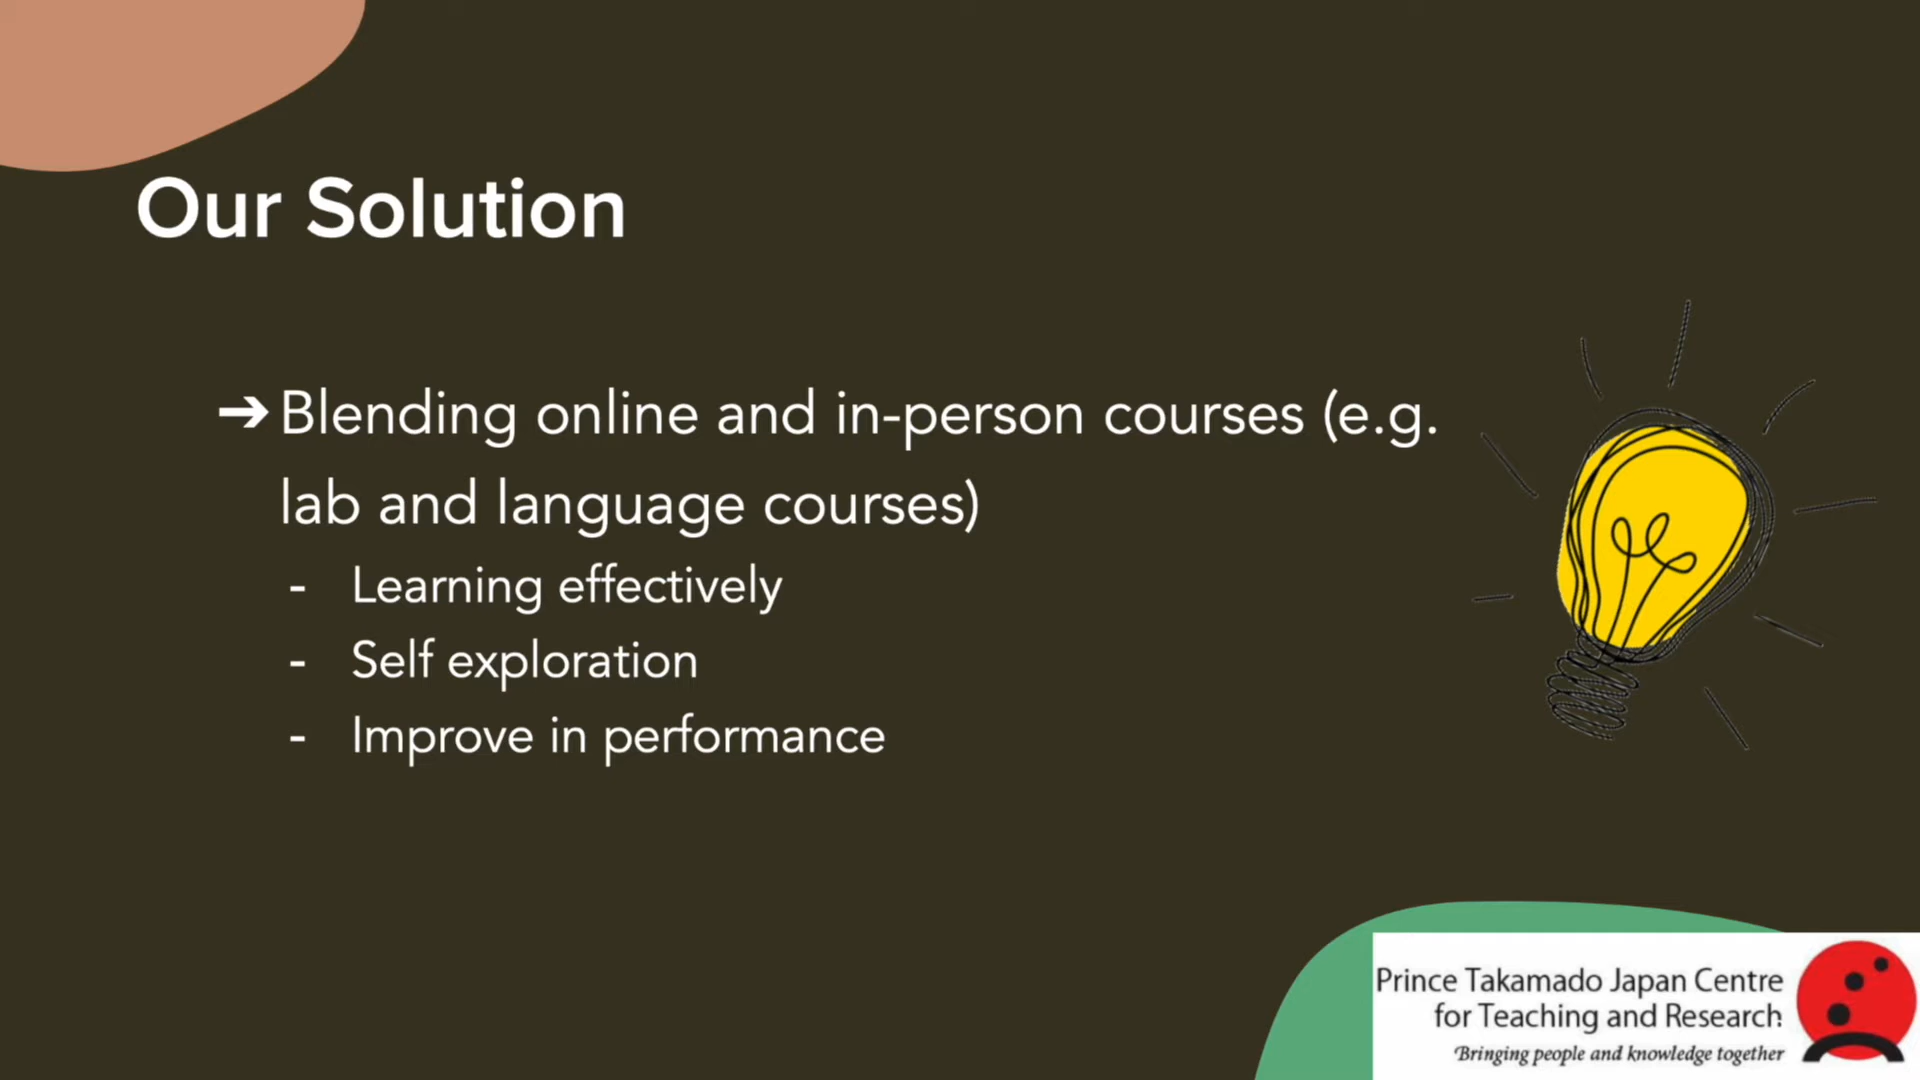 Our Solution
➔ Blending online and in-person courses (e.g.
lab and language courses)
- Learning effectively
- Self exploration
- Improve in performance
Prince Takamado Japan Centre
for Teaching and Research
Bringing people and knowledge together